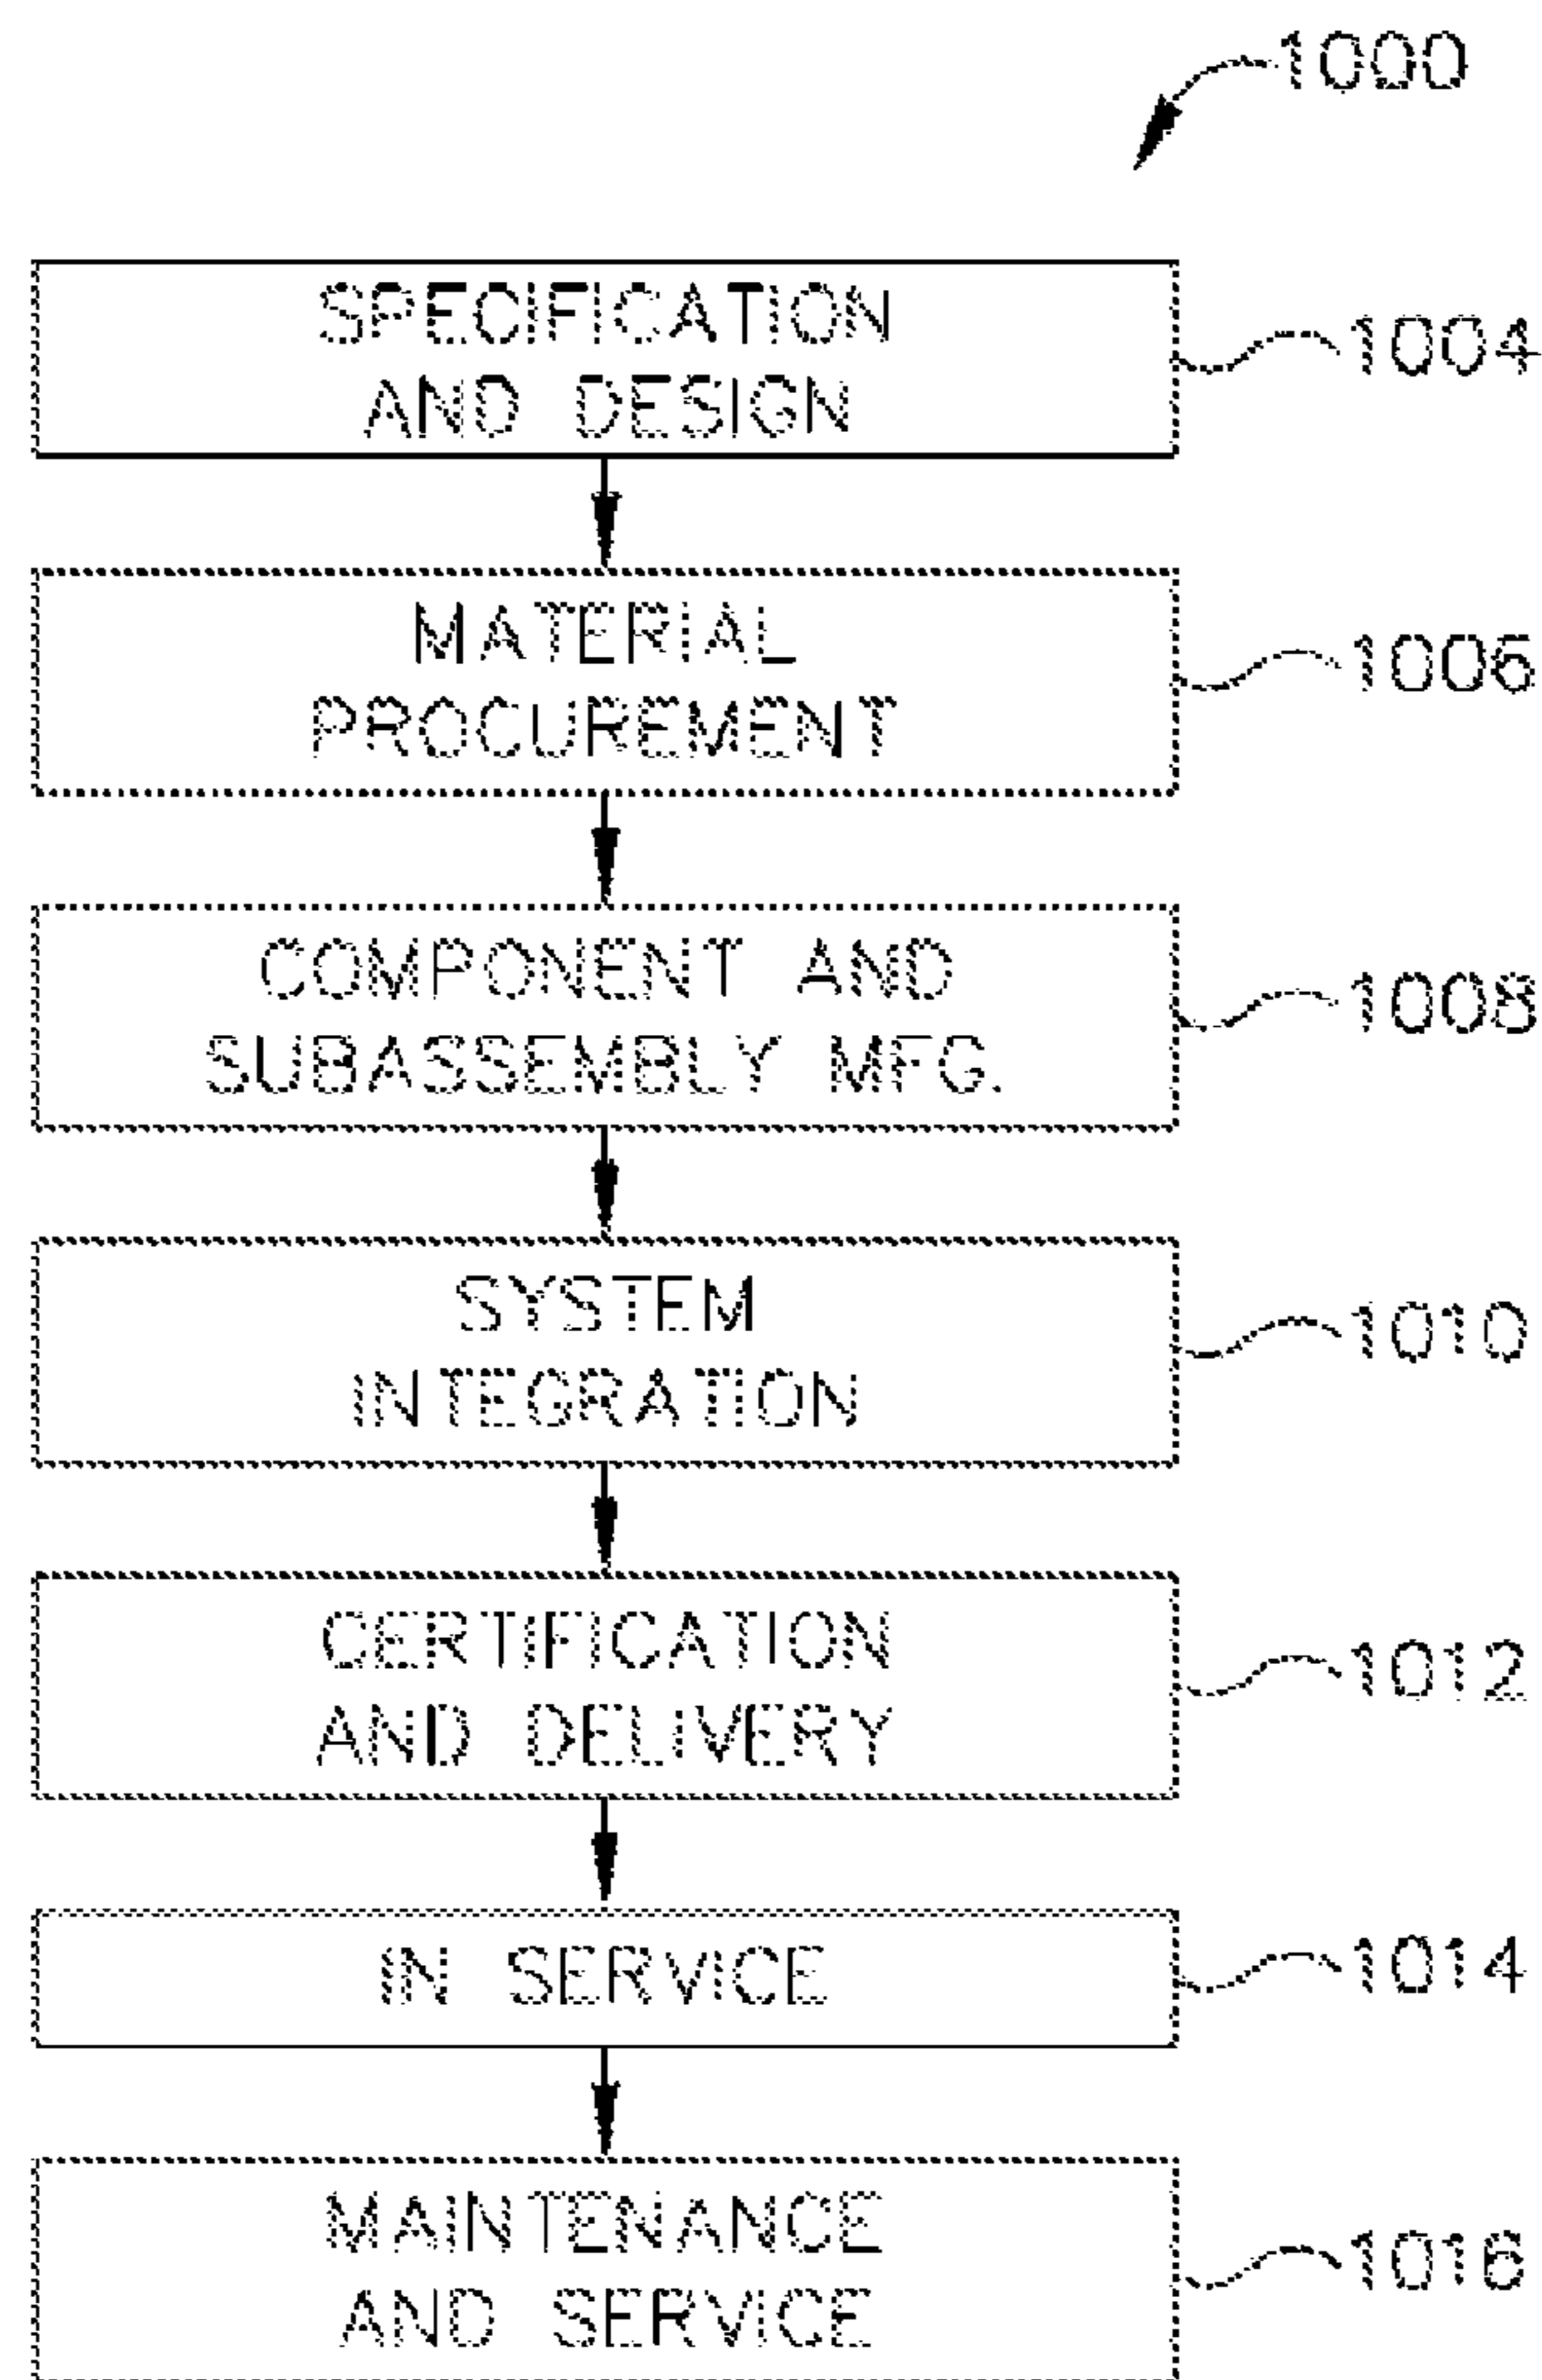 1000
SPECIFICATION
AND DESIGN
1004
MATERIAL
PROCUREMENT
1006
COMPONENT AND
SUBASSEMBLY MFG.
1008
SYSTEM
INTEGRATION
1010
CERTIFICATION
AND DELIVERY
1012
IN SERVICE
1014
MAINTENANCE
AND SERVICE
1016